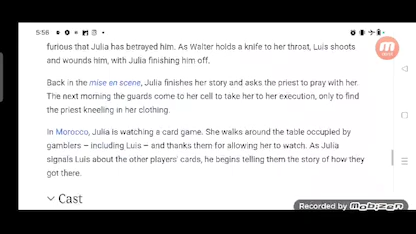 5:56
furious that Julia has betrayed him. As Walter holds a knife to her throat, Luis shoots
and wounds him, with Julia finishing him off.
Back in the mise en scene, Julia finishes her story and asks the priest to pray with her.
The next morning the guards come to her cell to take her to her execution, only to find
the priest kneeling in her clothing.
In Morocco, Julia is watching a card game. She walks around the table occupied by
gamblers – including Luis – and thanks them for allowing her to watch. As Julia
signals Luis about the other players' cards, he begins telling them the story of how they
got there.
Cast
Recorded by Mobizen